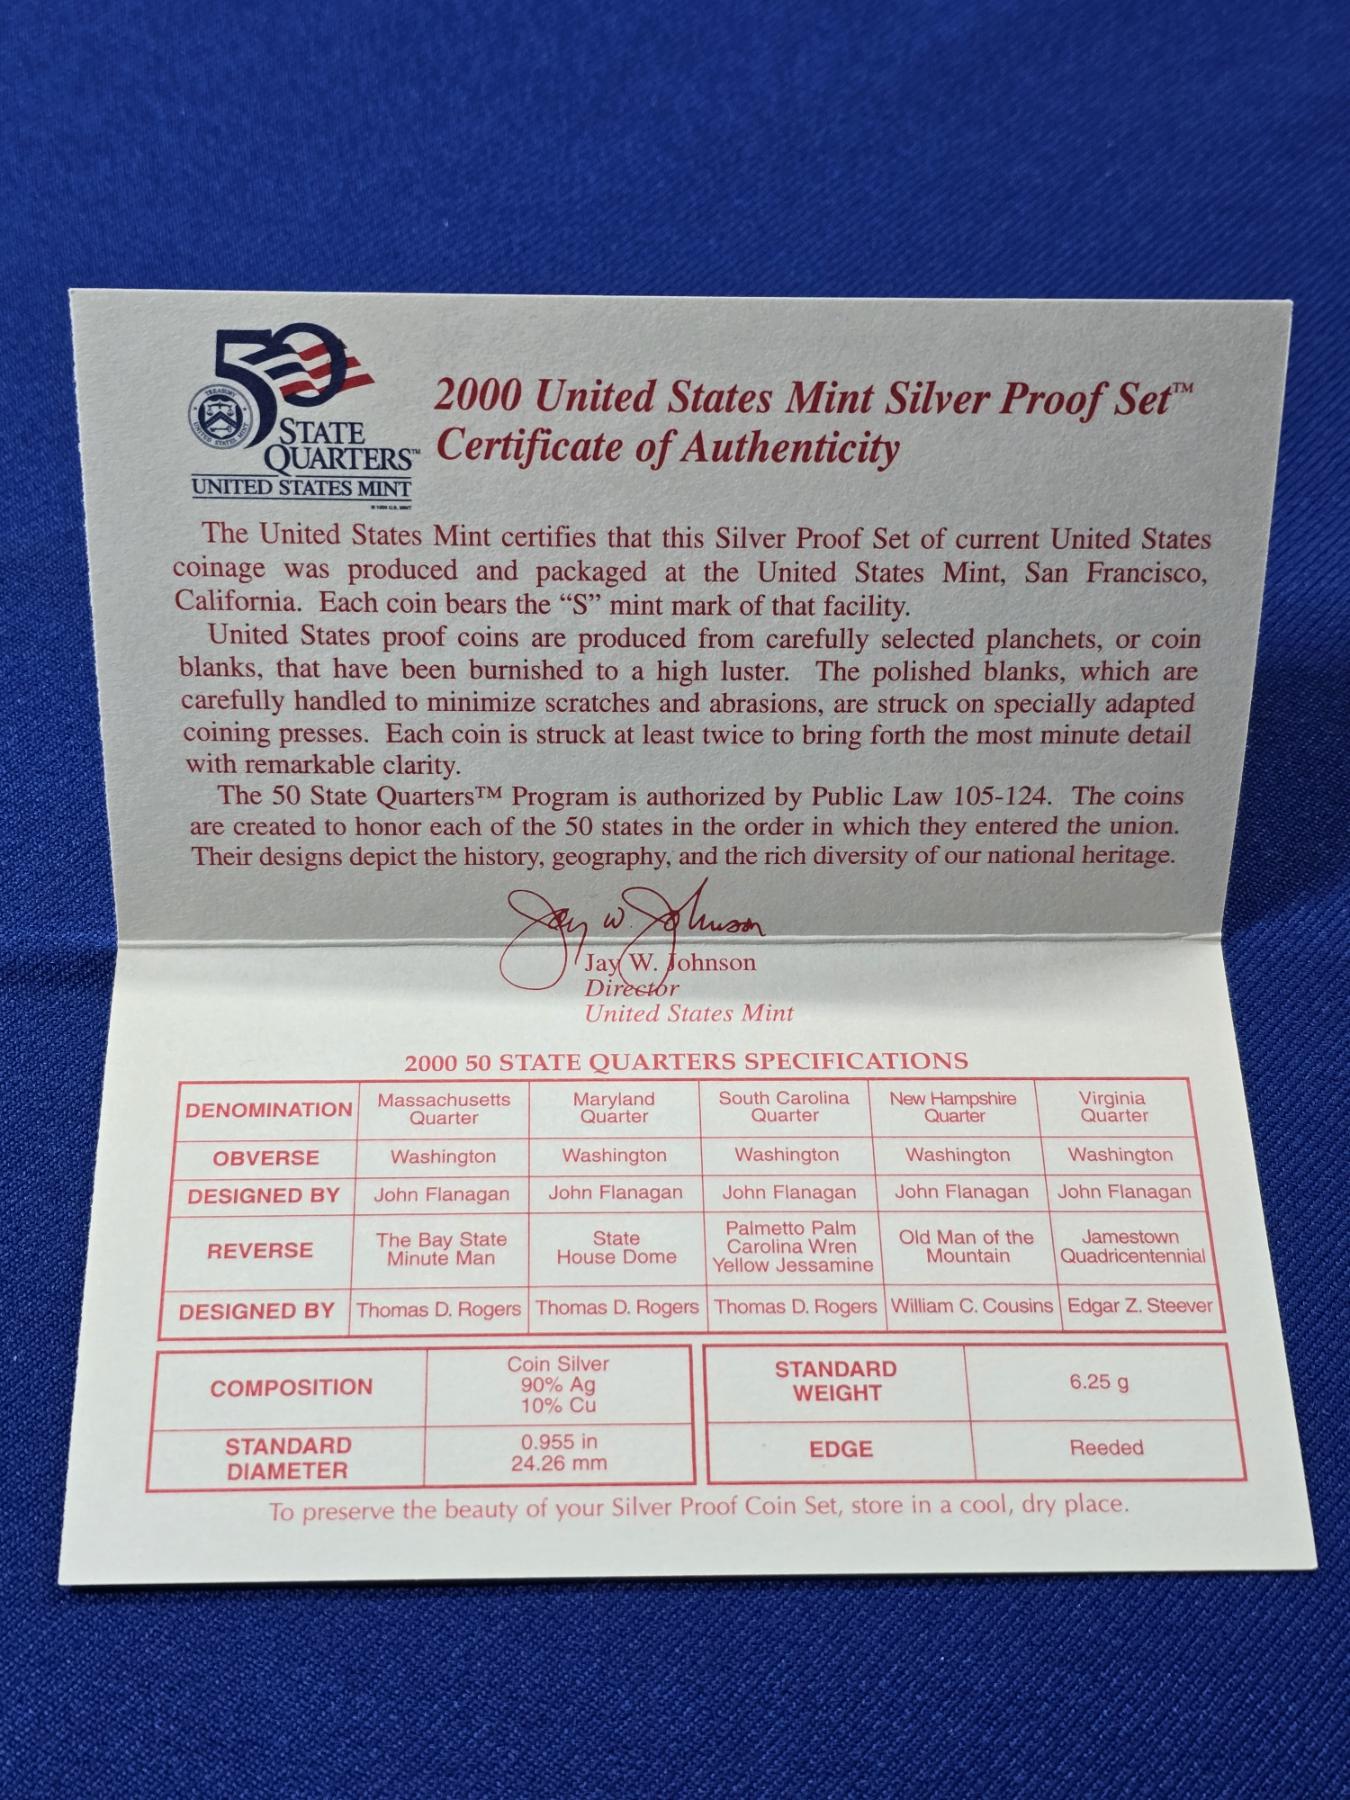 50
STATE
QUARTERS™
UNITED STATES MINT
2000 United States Mint Silver Proof Set™
Certificate of Authenticity
The United States Mint certifies that this Silver Proof Set of current United States
coinage was produced and packaged at the United States Mint, San Francisco,
California. Each coin bears the “S” mint mark of that facility.
United States proof coins are produced from carefully selected planchets, or coin
blanks, that have been burnished to a high luster. The polished blanks, which are
carefully handled to minimize scratches and abrasions, are struck on specially adapted
coining presses. Each coin is struck at least twice to bring forth the most minute detail
with remarkable clarity.
The 50 State Quarters™ Program is authorized by Public Law 105-124. The coins
are created to honor each of the 50 states in the order in which they entered the union.
Their designs depict the history, geography, and the rich diversity of our national heritage.
Jay W. Johnson
Jay W. Johnson
Director
United States Mint
2000 50 STATE QUARTERS SPECIFICATIONS
DENOMINATION Massachusetts Quarter Maryland Quarter South Carolina Quarter New Hampshire Quarter Virginia Quarter
OBVERSE Washington Washington Washington Washington Washington
DESIGNED BY John Flanagan John Flanagan John Flanagan John Flanagan John Flanagan
REVERSE The Bay State Minute Man State House Dome Palmetto Palm Carolina Wren Yellow Jessamine Old Man of the Mountain Jamestown Quadricentennial
DESIGNED BY Thomas D. Rogers Thomas D. Rogers Thomas D. Rogers William C. Cousins Edgar Z. Steever
COMPOSITION Coin Silver 90% Ag 10% Cu
STANDARD WEIGHT 6.25 g
STANDARD DIAMETER 0.955 in 24.26 mm
EDGE Reeded
To preserve the beauty of your Silver Proof Coin Set, store in a cool, dry place.